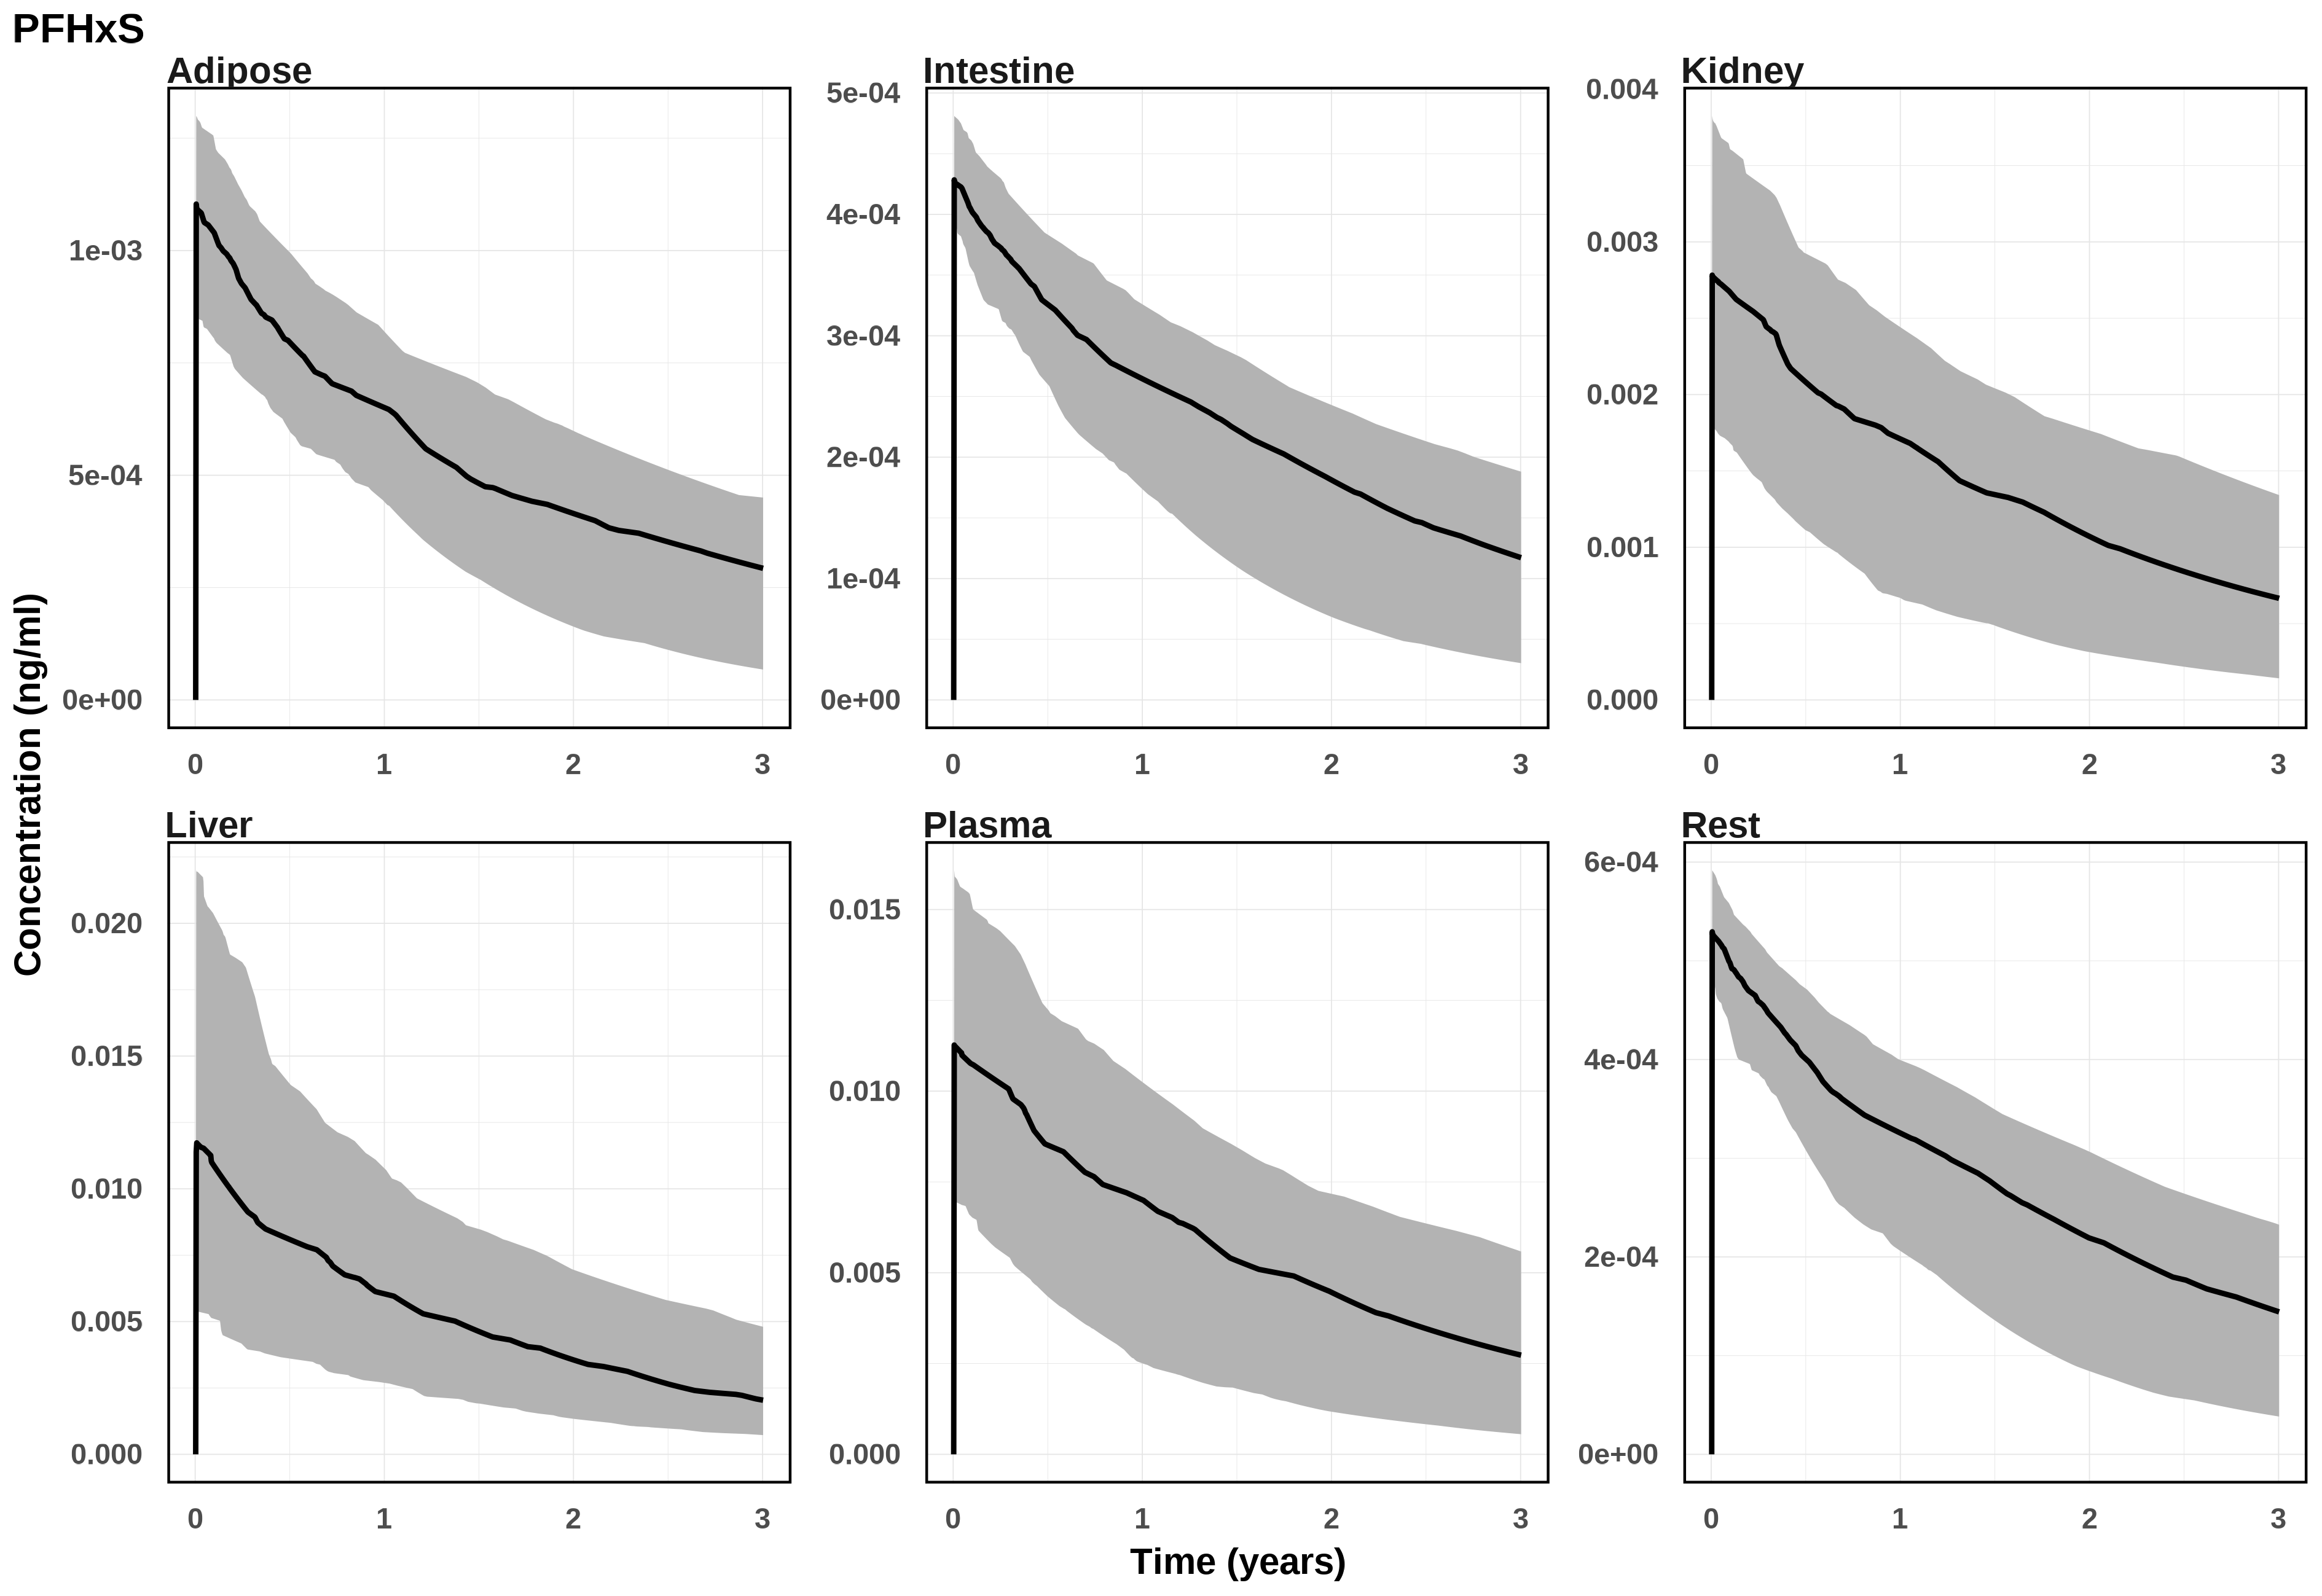 PFHxS
Adipose Intestine Kidney
1e-03
5e-04
0e+00
5e-04
4e-04
3e-04
2e-04
1e-04
0e+00
0.004
0.003
0.002
0.001
0.000
0 1 2 3
0 1 2 3
0 1 2 3
Concentration (ng/ml)
Liver Plasma Rest
0.020
0.015
0.010
0.005
0.000
0.015
0.010
0.005
0.000
6e-04
4e-04
2e-04
0e+00
0 1 2 3
0 1 2 3
0 1 2 3
Time (years)